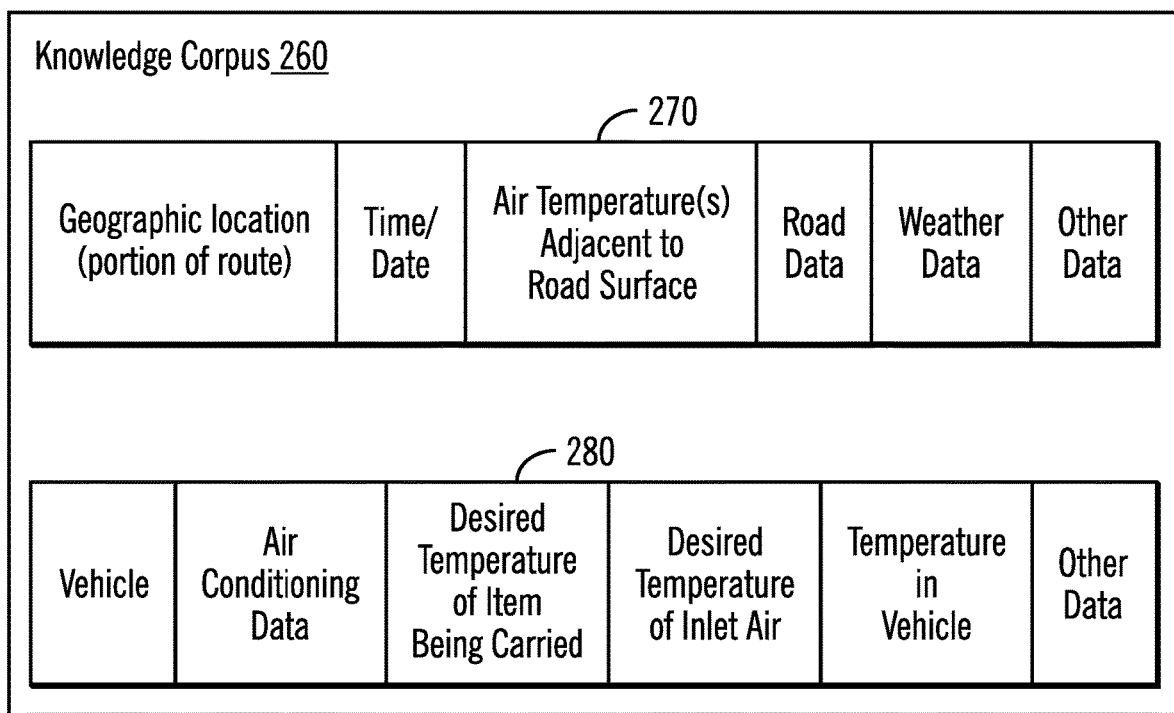 Knowledge Corpus 260
270
Geographic location
(portion of route)
Time/
Date
Air Temperature(s)
Adjacent to
Road Surface
Road
Data
Weather
Data
Other
Data
280
Vehicle
Air
Conditioning
Data
Desired
Temperature
of Item
Being Carried
Desired
Temperature
of Inlet Air
Temperature
in
Vehicle
Other
Data